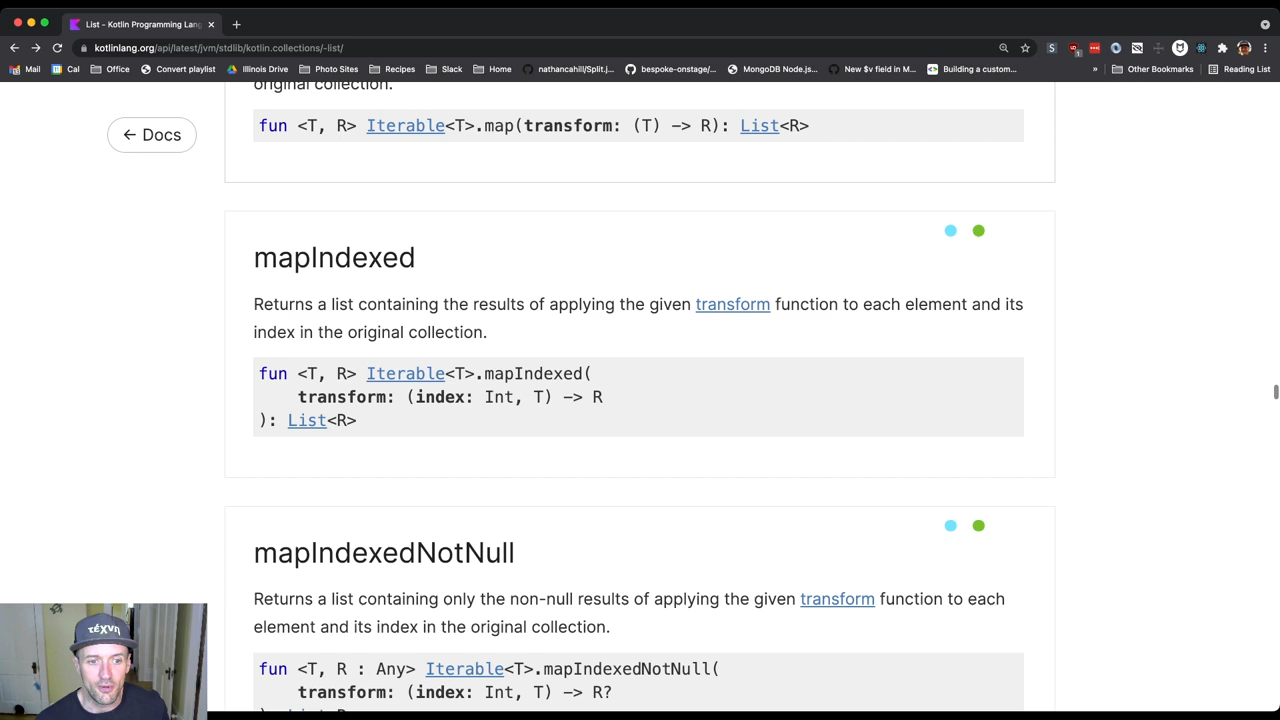 List - Kotlin Programming Lang
kotlinlang.org/api/latest/jvm/stdlib/kotlin.collections/-list/
Mail Cal Office Convert playlist Illinois Drive Photo Sites Recipes Slack Home nathancahill/Split.j... bespoke-onstage/... MongoDB Node.js... New $v field in M... Building a custom... » Other Bookmarks Reading List
original collection.
← Docs
fun <T, R> Iterable<T>.map(transform: (T) -> R): List<R>
mapIndexed
Returns a list containing the results of applying the given transform function to each element and its
index in the original collection.
fun <T, R> Iterable<T>.mapIndexed(
transform: (index: Int, T) -> R
): List<R>
mapIndexedNotNull
Returns a list containing only the non-null results of applying the given transform function to each
element and its index in the original collection.
fun <T, R : Any> Iterable<T>.mapIndexedNotNull(
transform: (index: Int, T) -> R?
τέχνη